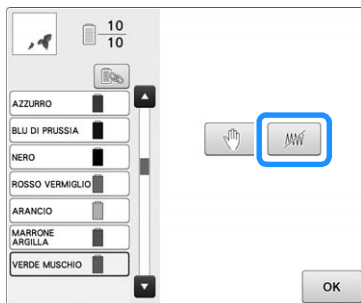 10
10
AZZURRO
BLU DI PRUSSIA
NERO
ROSSO VERMIGLIO
ARANCIO
MARRONE
ARGILLA
VERDE MUSCHIO
OK